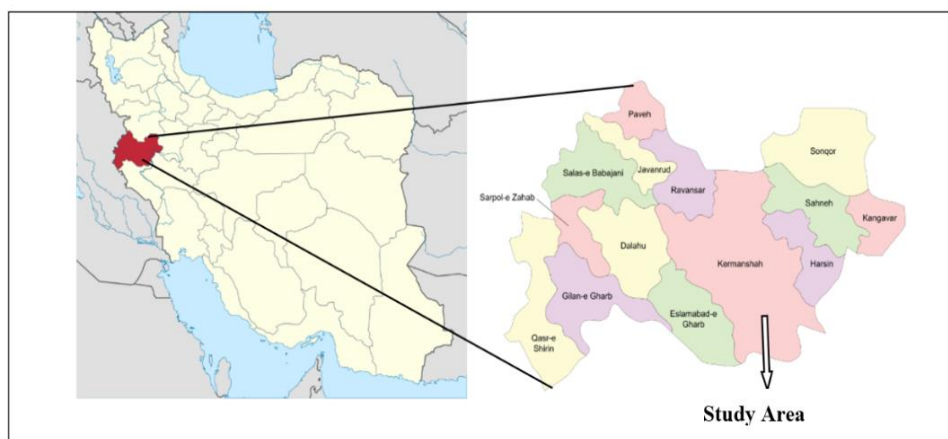 Paveh
Sonqor
Javanrud
Salas-e Babajani
Ravansar
Sarpol-e Zahab
Sahneh
Kangavar
Dalahu
Kermanshah
Harsin
Gilan-e Gharb
Eslamabad-e
Gharb
Qasr-e
Shirin
Study Area